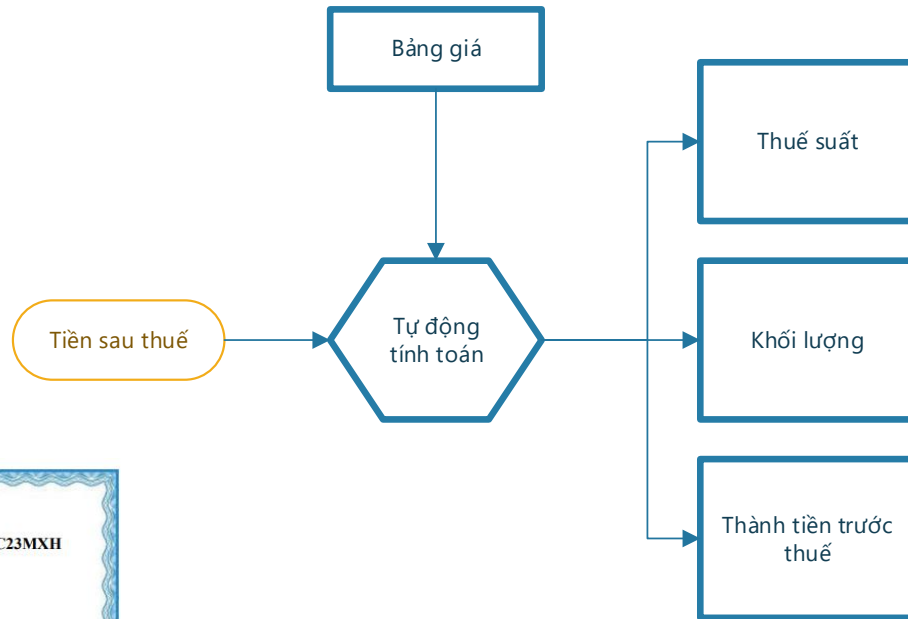 Bảng giá
Thuế suất
Tự động
tính toán
Tiền sau thuế
Khối lượng
C23MXH
Thành tiền trước
thuế